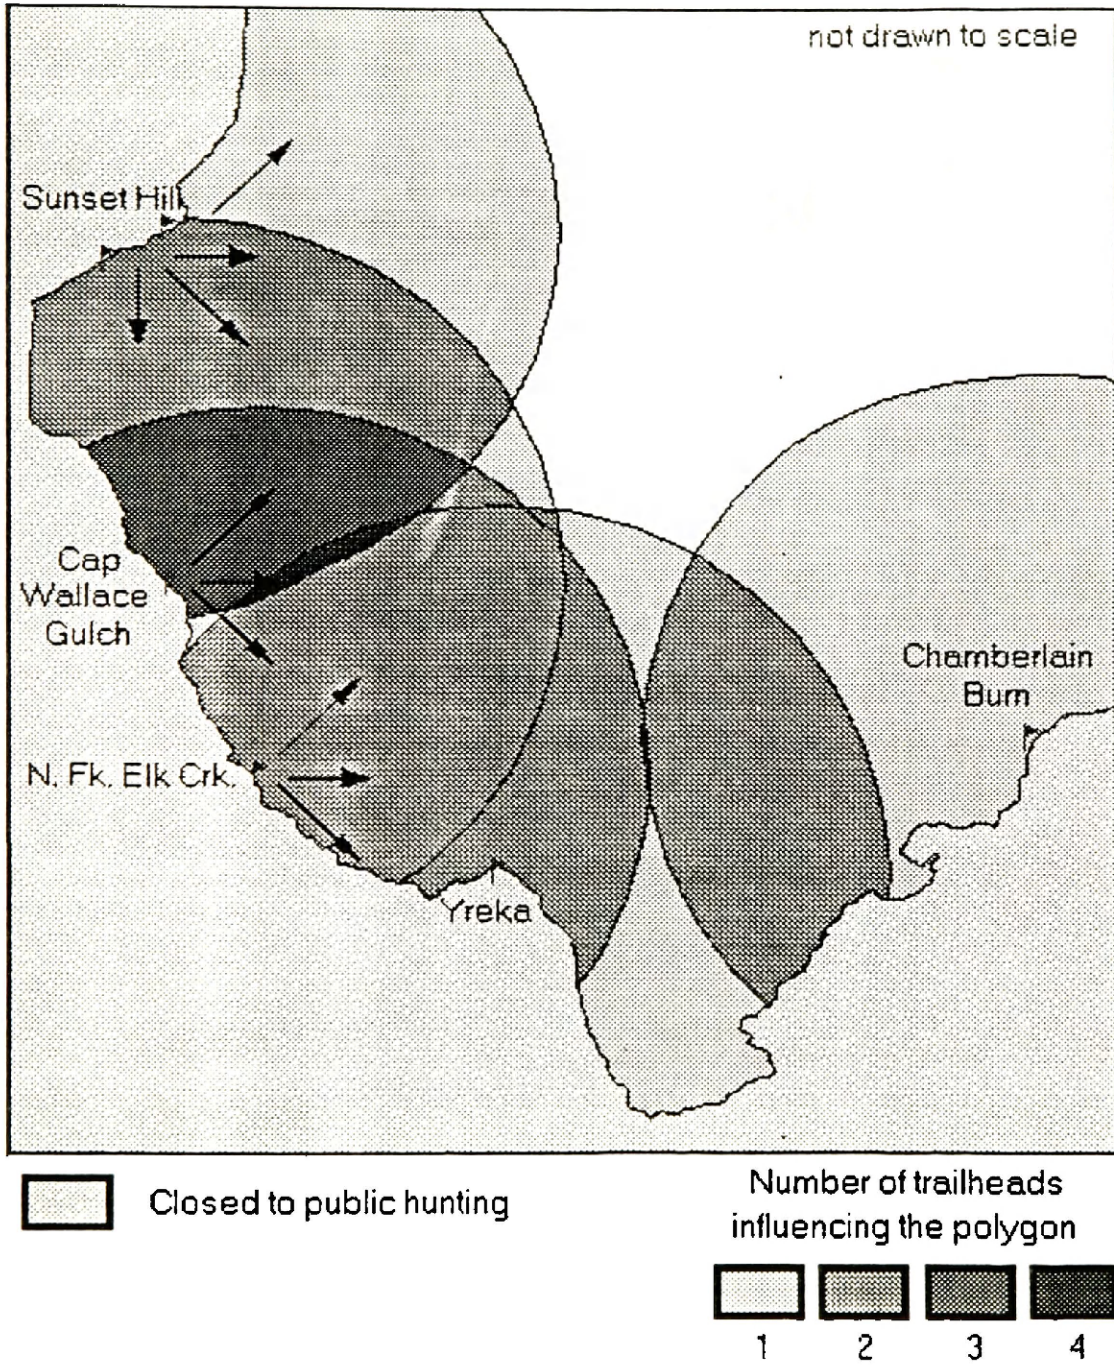 not drawn to scale
Sunset Hill
Cap
Wallace
Gulch
Chamberlain
Burn
N. Fk. Elk Crk.
Yreka
Closed to public hunting
Number of trailheads
influencing the polygon
1 2 3 4